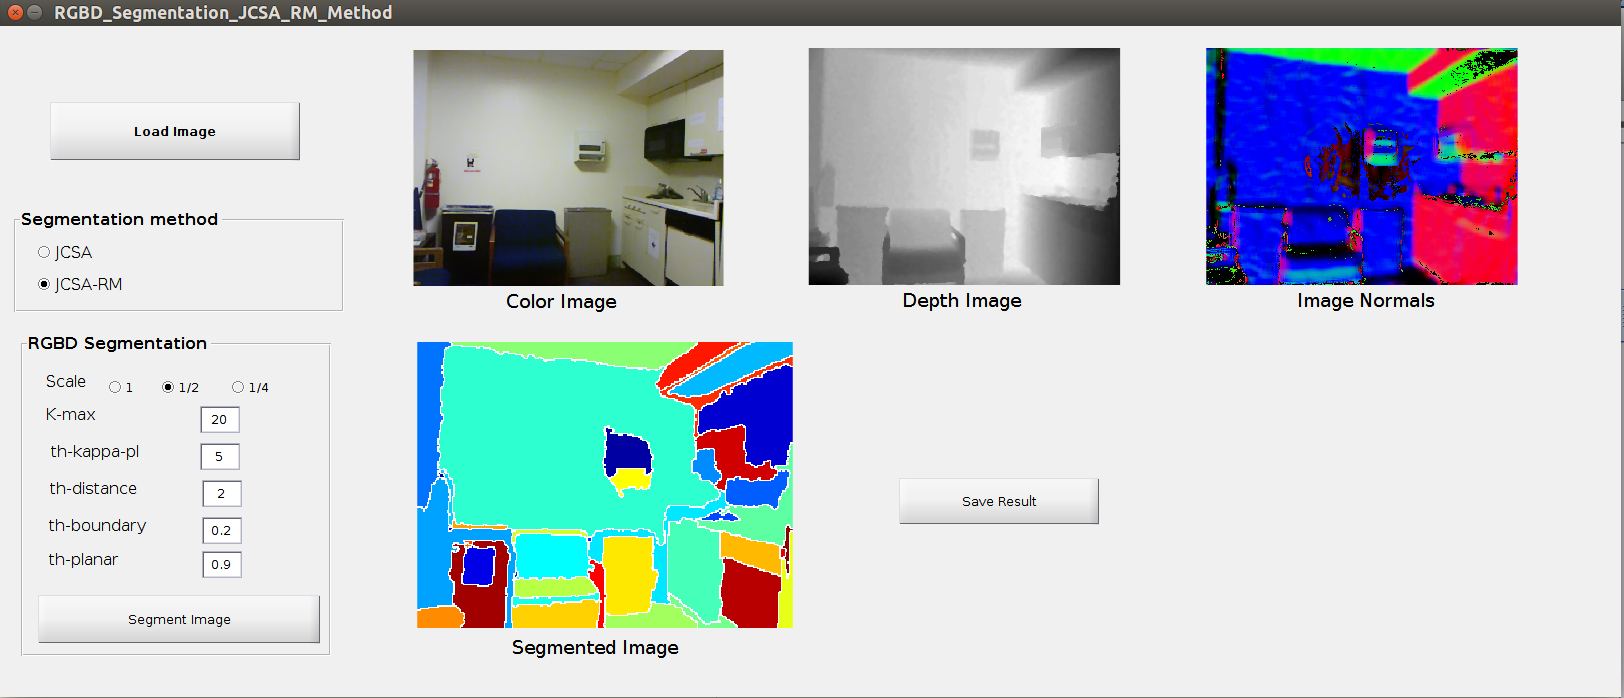 RGBD_Segmentation_JCSA_RM_Method
Load Image
Segmentation method
JCSA
JCSA-RM
RGBD Segmentation
Scale 1 1/2 1/4
K-max 20
th-kappa-pl 5
th-distance 2
th-boundary 0.2
th-planar 0.9
Segment Image
Color Image
Depth Image
Image Normals
Segmented Image
Save Result